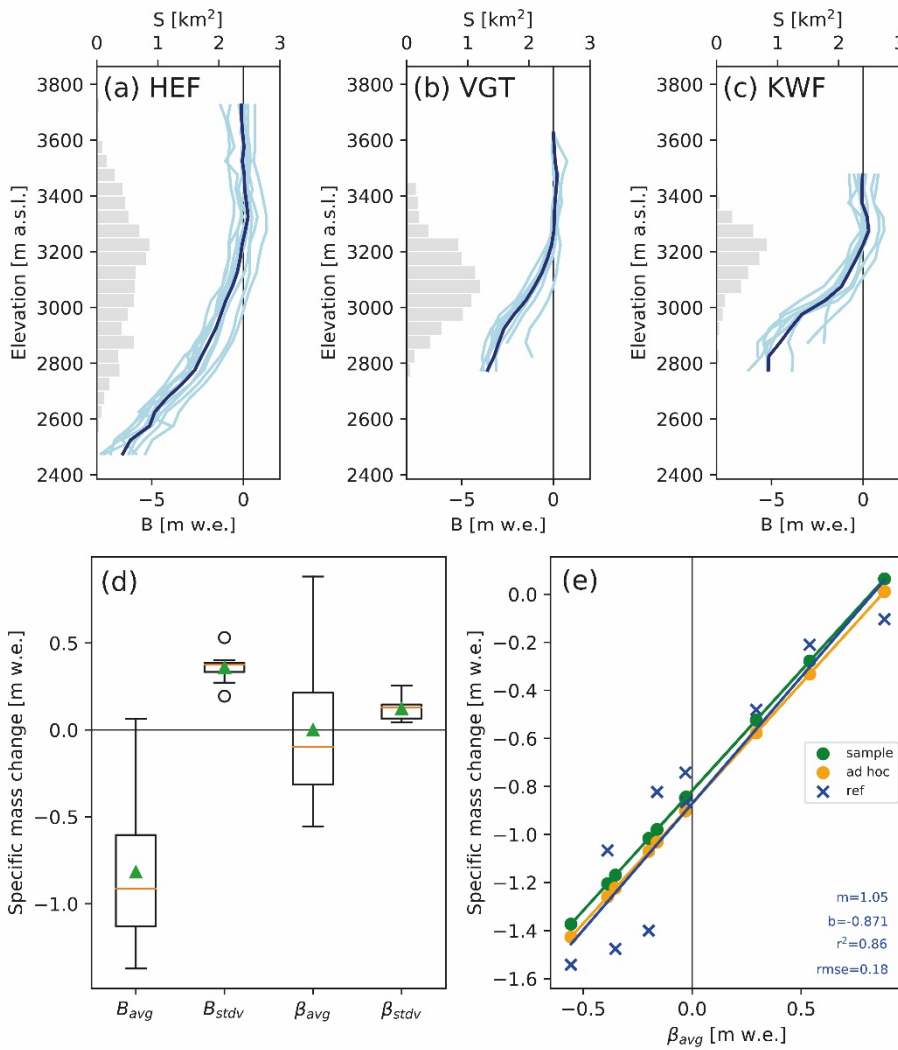 S [km²]
S [km²]
S [km²]
0 1 2 3
0 1 2 3
0 1 2 3
(a) HEF
(b) VGT
(c) KWF
3800
3600
3400
3200
3000
2800
2600
2400
Elevation [m a.s.l.]
−5 0
B [m w.e.]
3800
3600
3400
3200
3000
2800
2600
2400
Elevation [m a.s.l.]
−5 0
B [m w.e.]
3800
3600
3400
3200
3000
2800
2600
2400
Elevation [m a.s.l.]
−5 0
B [m w.e.]
(d)
0.5
0.0
−0.5
−1.0
Specific mass change [m w.e.]
B_avg B_stdv β_avg β_stdv
(e)
0.0
−0.2
−0.4
−0.6
−0.8
−1.0
−1.2
−1.4
−1.6
Specific mass change [m w.e.]
sample
ad hoc
ref
m=1.05
b=-0.871
r²=0.86
rmse=0.18
−0.5 0.0 0.5
β_avg [m w.e.]